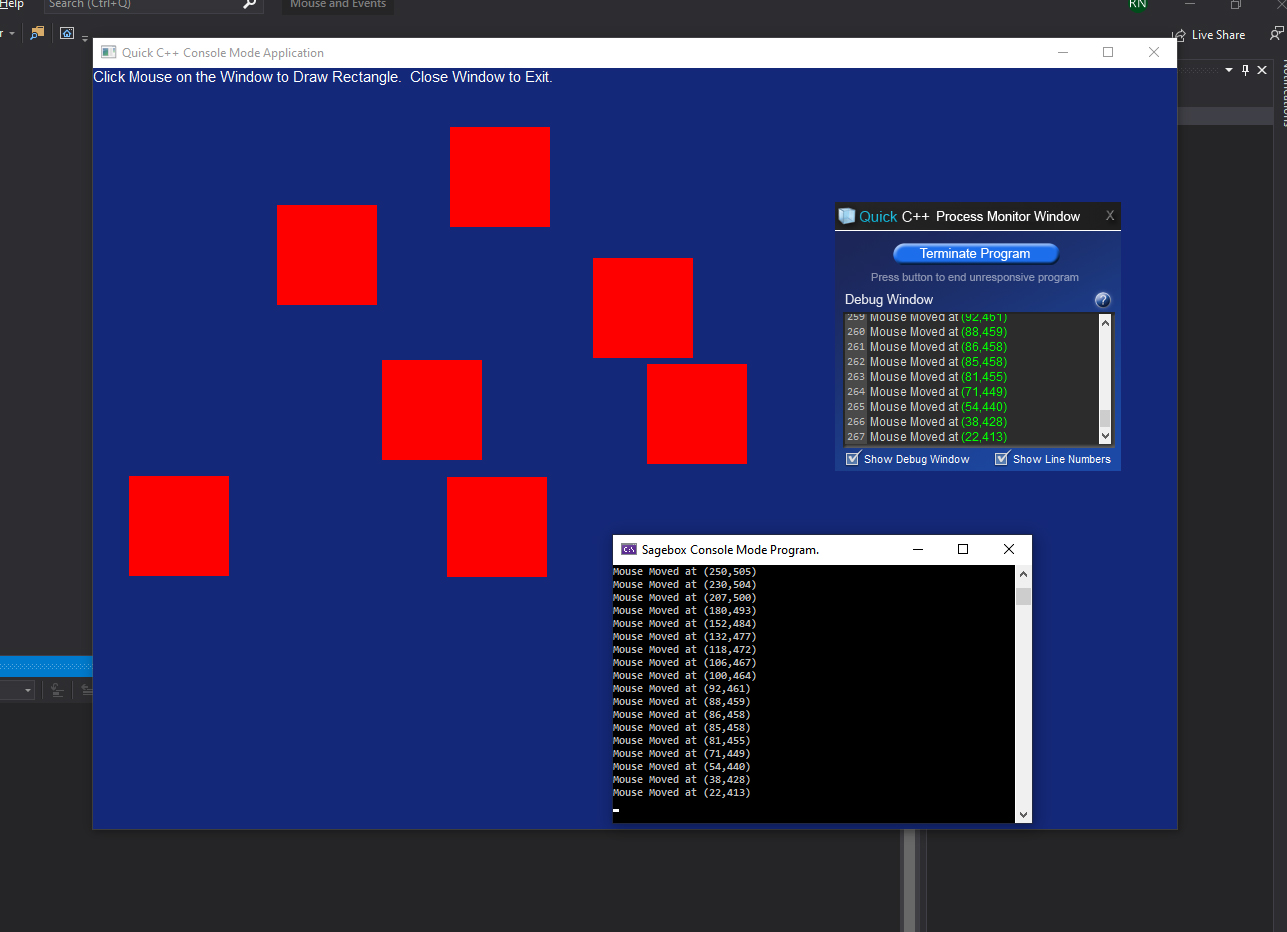 Help
Search (Ctrl+Q)
Mouse and Events
RN
Live Share
Notifications
Quick C++ Console Mode Application
Click Mouse on the Window to Draw Rectangle.  Close Window to Exit.
Quick C++ Process Monitor Window X
Terminate Program
Press button to end unresponsive program
Debug Window ?
259 Mouse Moved at (92,461)
260 Mouse Moved at (88,459)
261 Mouse Moved at (86,458)
262 Mouse Moved at (85,458)
263 Mouse Moved at (81,455)
264 Mouse Moved at (71,449)
265 Mouse Moved at (54,440)
266 Mouse Moved at (38,428)
267 Mouse Moved at (22,413)
Show Debug Window Show Line Numbers
C:\ Sagebox Console Mode Program.
Mouse Moved at (250,505)
Mouse Moved at (230,504)
Mouse Moved at (207,500)
Mouse Moved at (180,493)
Mouse Moved at (152,484)
Mouse Moved at (132,477)
Mouse Moved at (118,472)
Mouse Moved at (106,467)
Mouse Moved at (100,464)
Mouse Moved at (92,461)
Mouse Moved at (88,459)
Mouse Moved at (86,458)
Mouse Moved at (85,458)
Mouse Moved at (81,455)
Mouse Moved at (71,449)
Mouse Moved at (54,440)
Mouse Moved at (38,428)
Mouse Moved at (22,413)